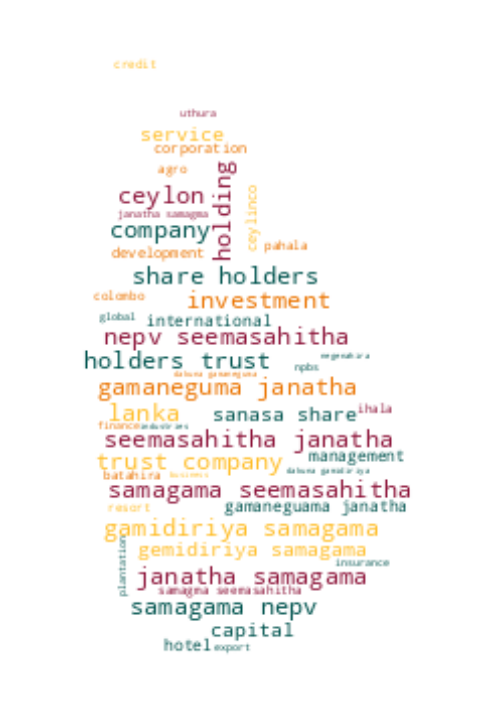 credit
uthura
service
corporation
agro
holding
ceylon
ceylinco
janatha samagma
company
pahala
development
share holders
colombo
investment
global
international
nepv seemasahitha
holders trust
negenahira
npbs
dakuna gamaneguma
gamaneguma janatha
lanka
sanasa share
ihala
finance
industries
seemasahitha janatha
management
trust company
dakuna gamidiriya
batahira
business
samagama seemasahitha
resort
gamaneguama janatha
gamidiriya samagama
plantation
gemidiriya samagama
insurance
janatha samagama
samagma seemasahitha
samagama nepv
capital
hotel
export